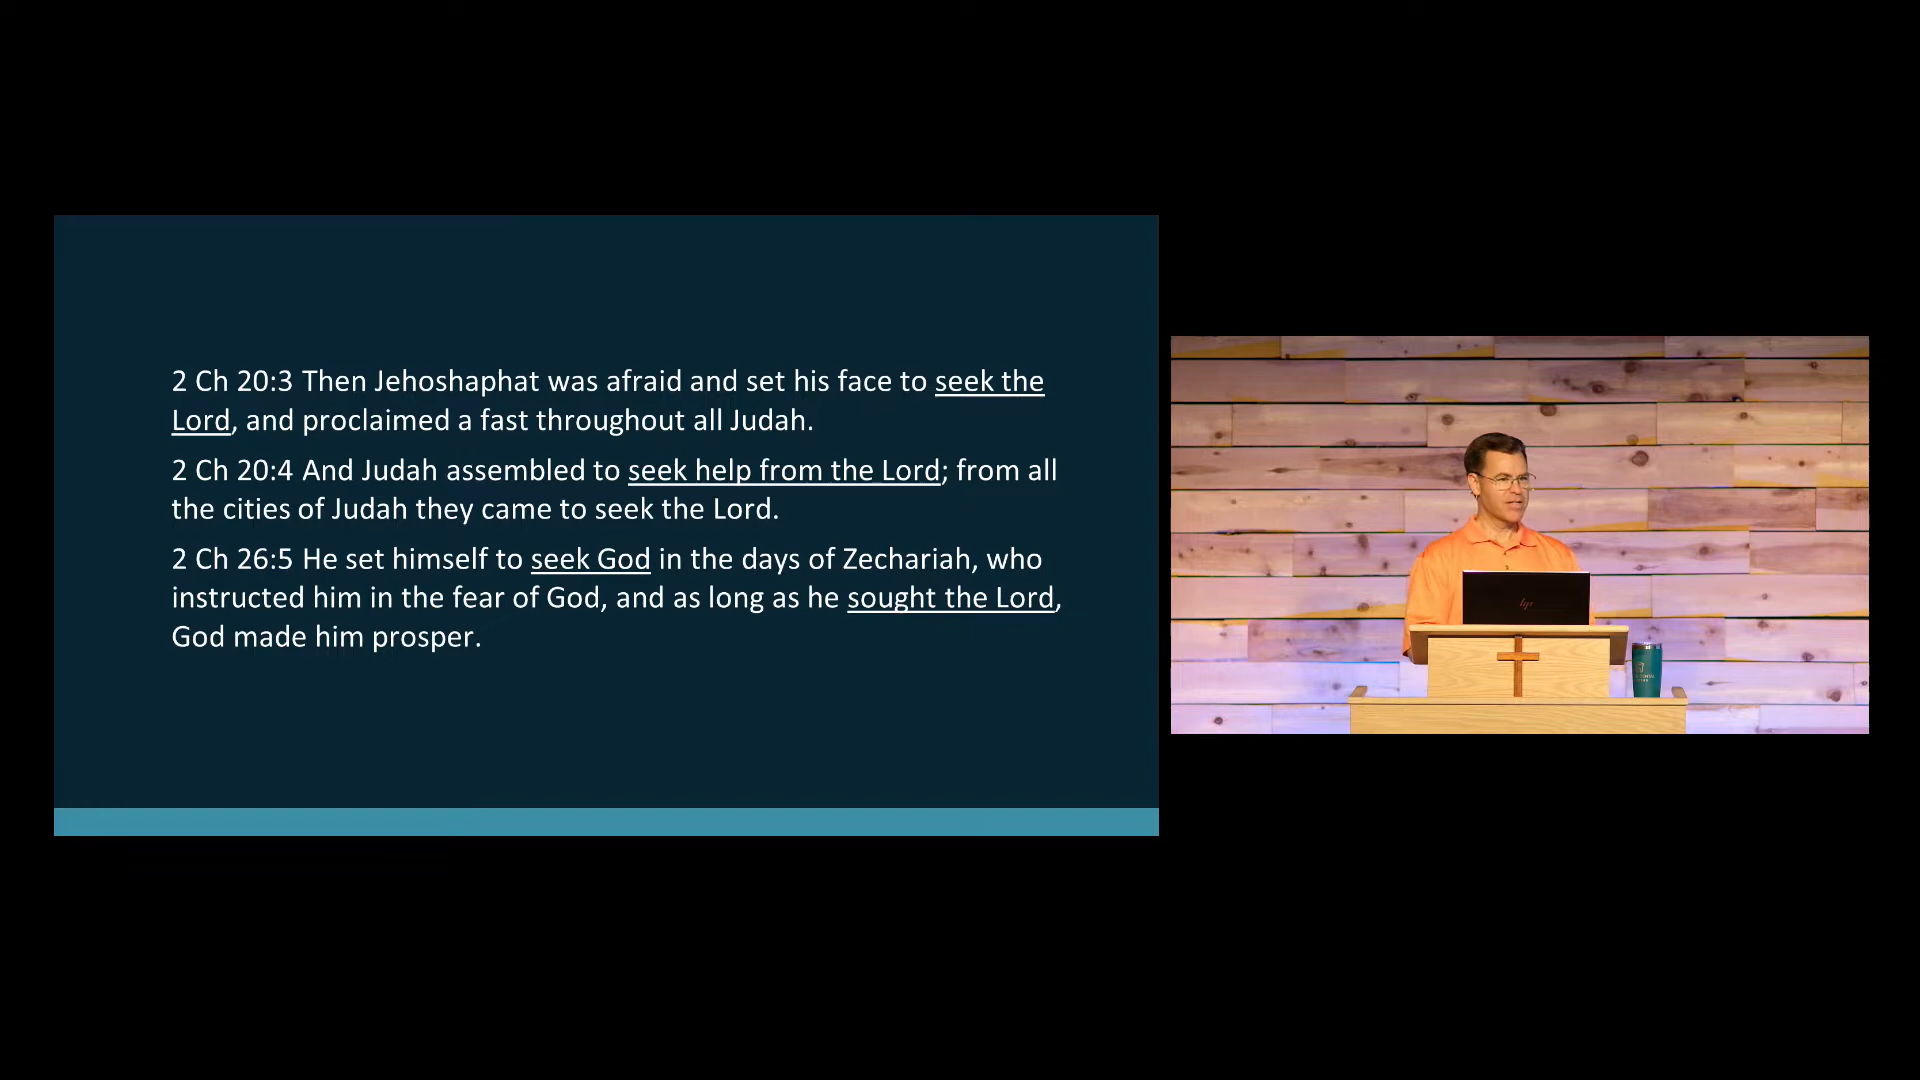 2 Ch 20:3 Then Jehoshaphat was afraid and set his face to seek the
Lord, and proclaimed a fast throughout all Judah.
2 Ch 20:4 And Judah assembled to seek help from the Lord; from all
the cities of Judah they came to seek the Lord.
2 Ch 26:5 He set himself to seek God in the days of Zechariah, who
instructed him in the fear of God, and as long as he sought the Lord,
God made him prosper.
hp